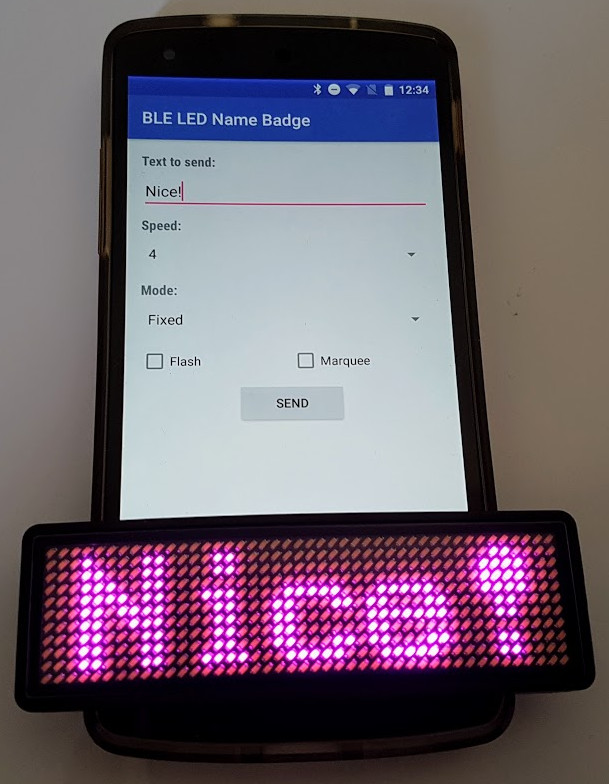 12:34
BLE LED Name Badge
Text to send:
Nice!
Speed:
4
Mode:
Fixed
Flash Marquee
SEND
Nice!